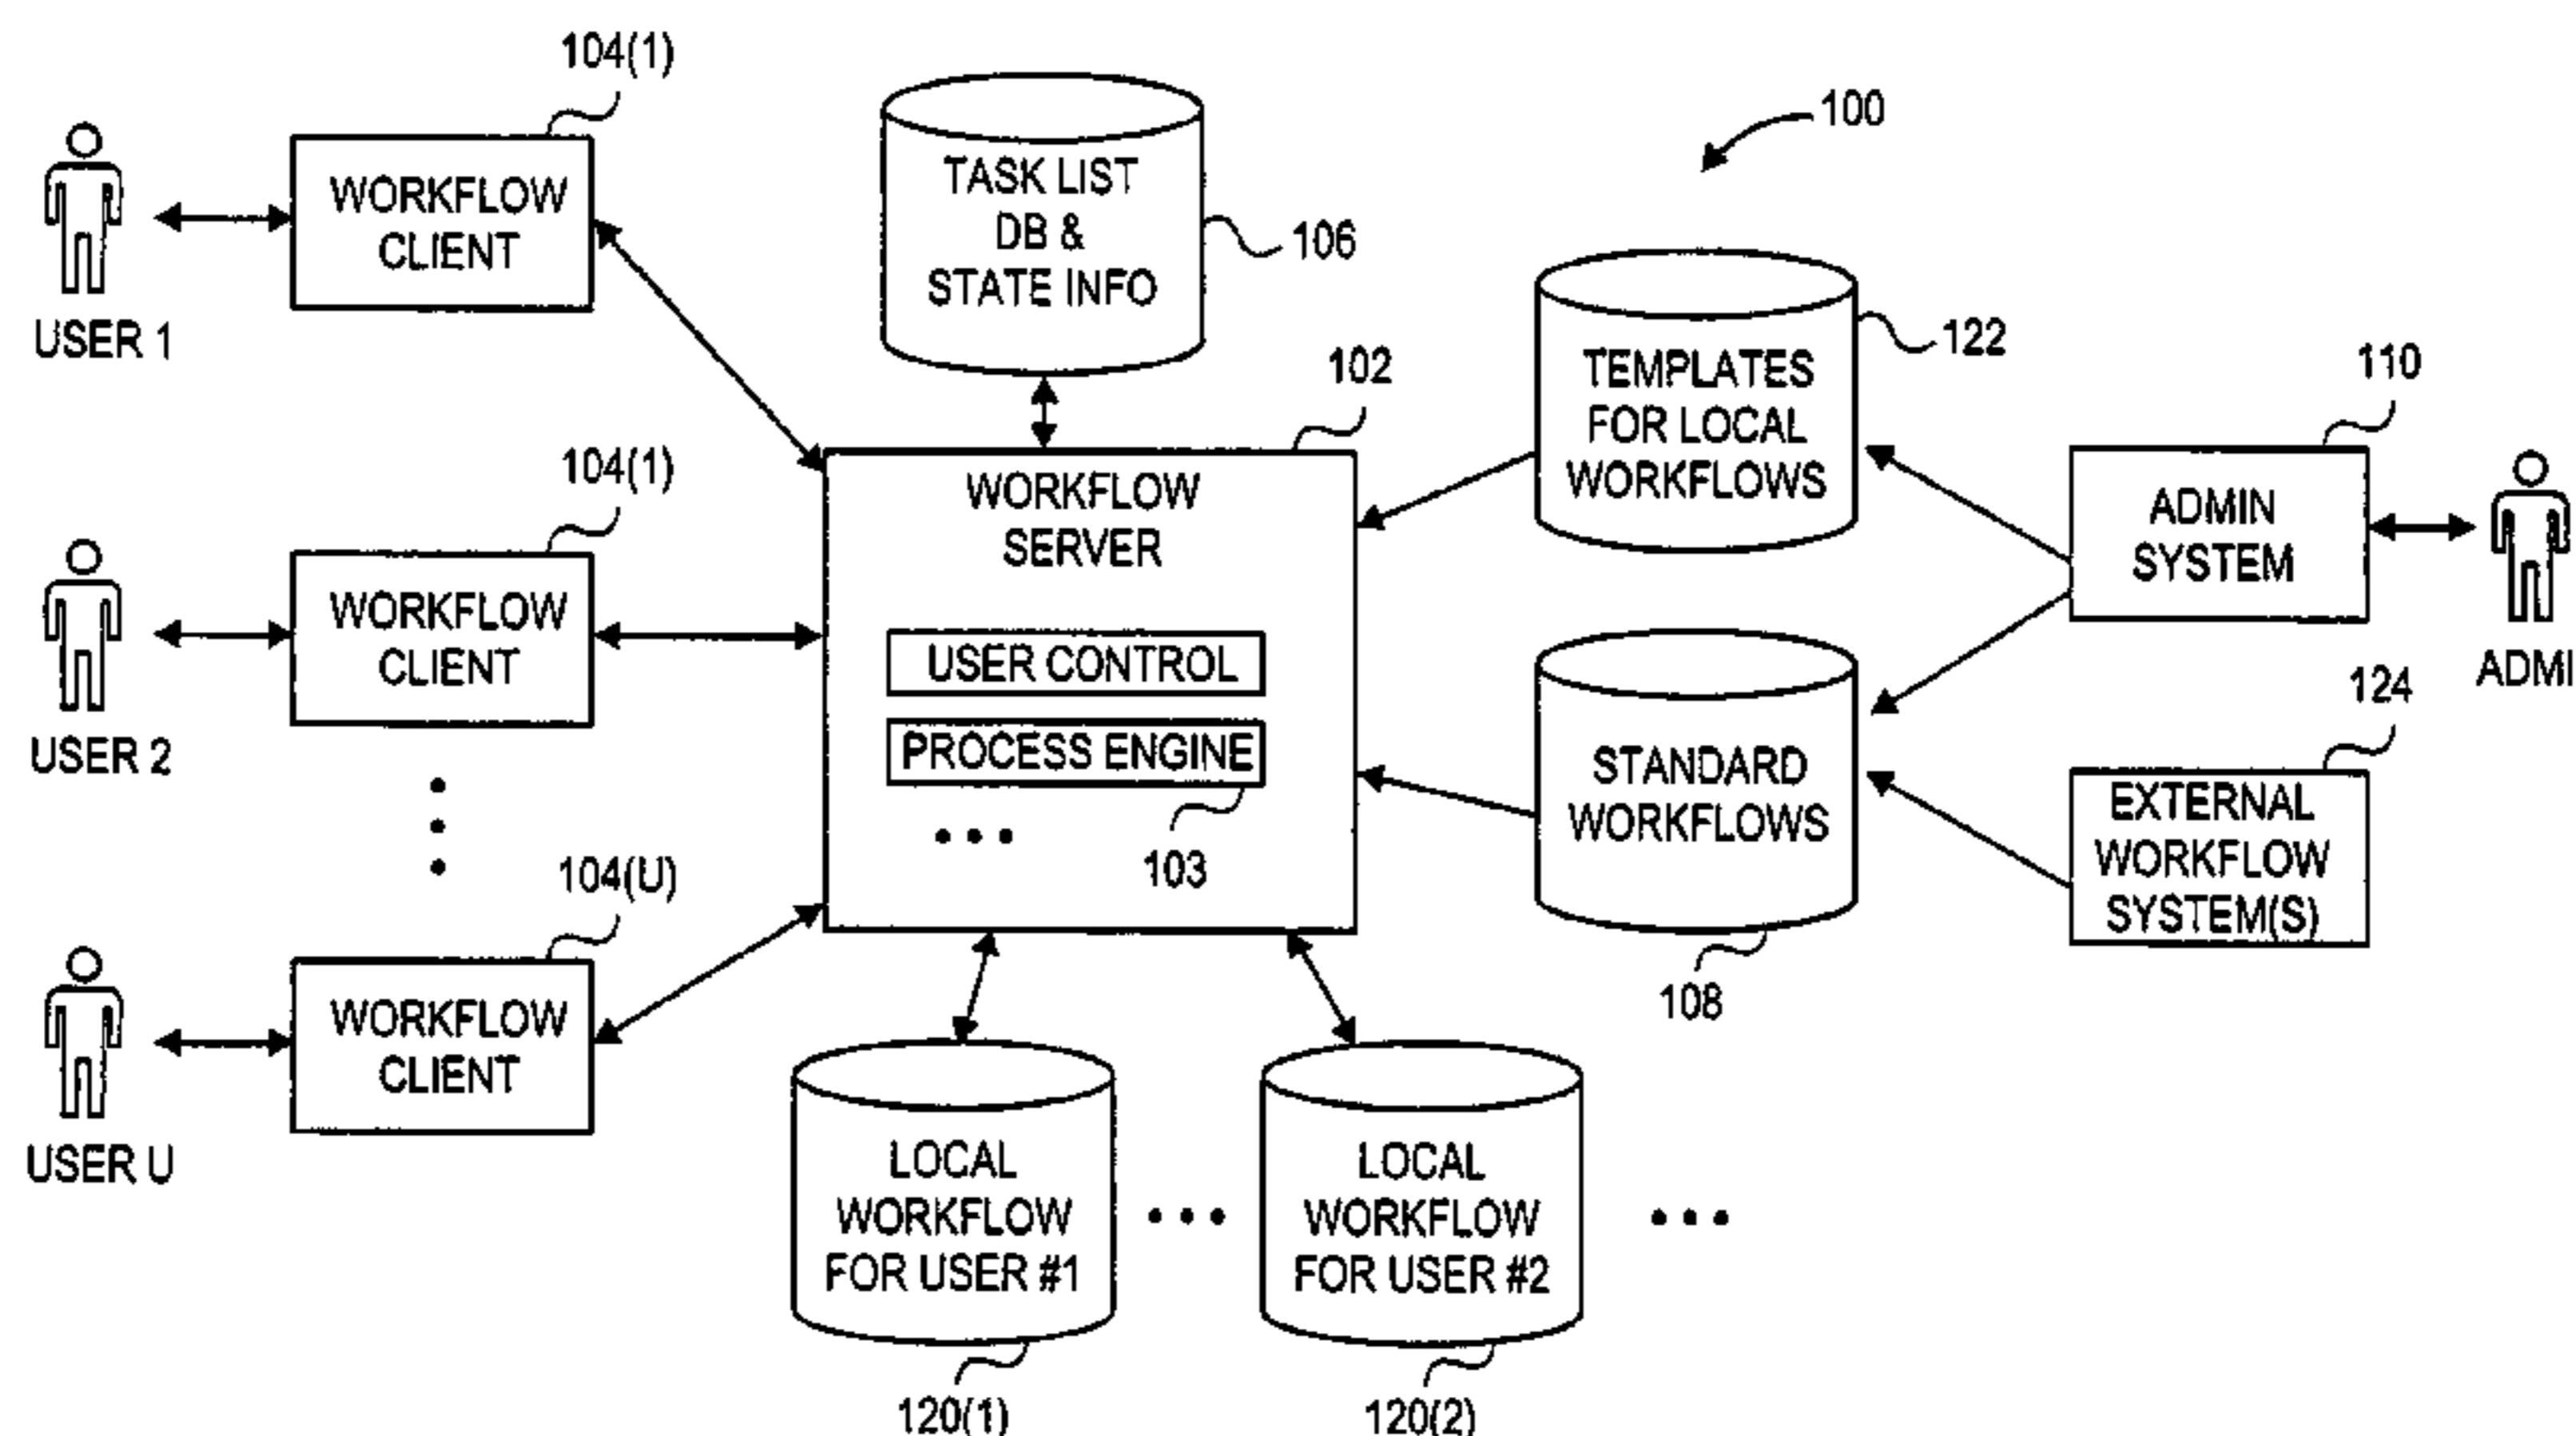 104(1)
WORKFLOW
CLIENT
USER 1
TASK LIST
DB &
STATE INFO
106
100
TEMPLATES
FOR LOCAL
WORKFLOWS
122
102
WORKFLOW
SERVER
USER CONTROL
PROCESS ENGINE
• • •
103
110
ADMIN
SYSTEM
ADMI
104(1)
WORKFLOW
CLIENT
USER 2
STANDARD
WORKFLOWS
108
124
EXTERNAL
WORKFLOW
SYSTEM(S)
104(U)
WORKFLOW
CLIENT
USER U
LOCAL
WORKFLOW
FOR USER #1
120(1)
• • •
LOCAL
WORKFLOW
FOR USER #2
120(2)
• • •